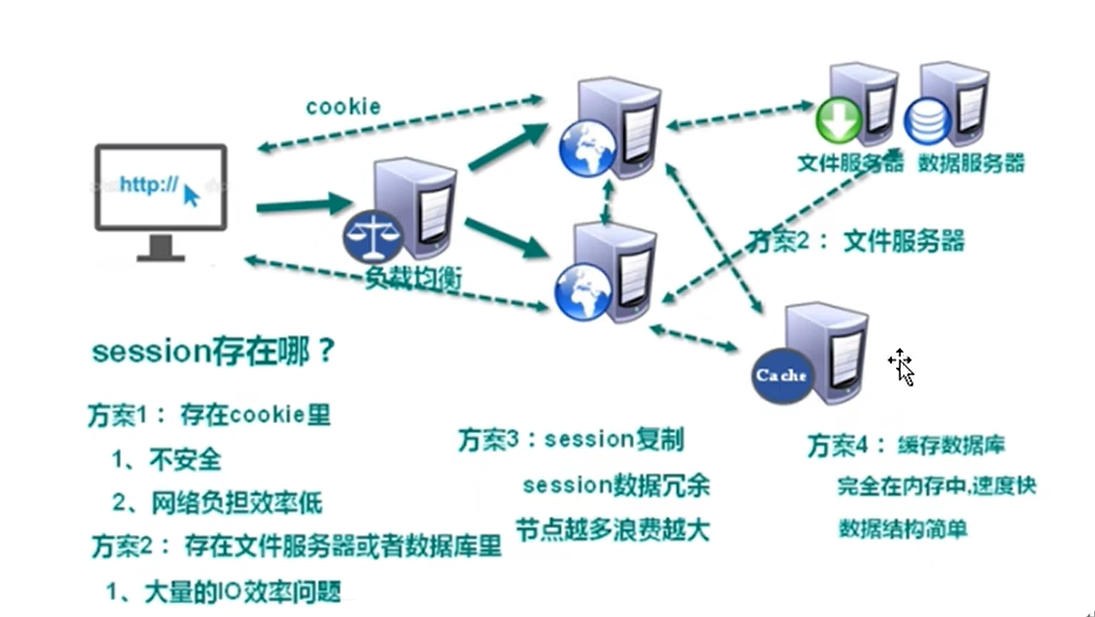 cookie
http://
文件服务器
数据服务器
方案2： 文件服务器
负载均衡
Cache
session存在哪？
方案1： 存在cookie里
1、不安全
2、网络负担效率低
方案2： 存在文件服务器或者数据库里
1、大量的IO效率问题
方案3：session复制
session数据冗余
节点越多浪费越大
方案4： 缓存数据库
完全在内存中,速度快
数据结构简单